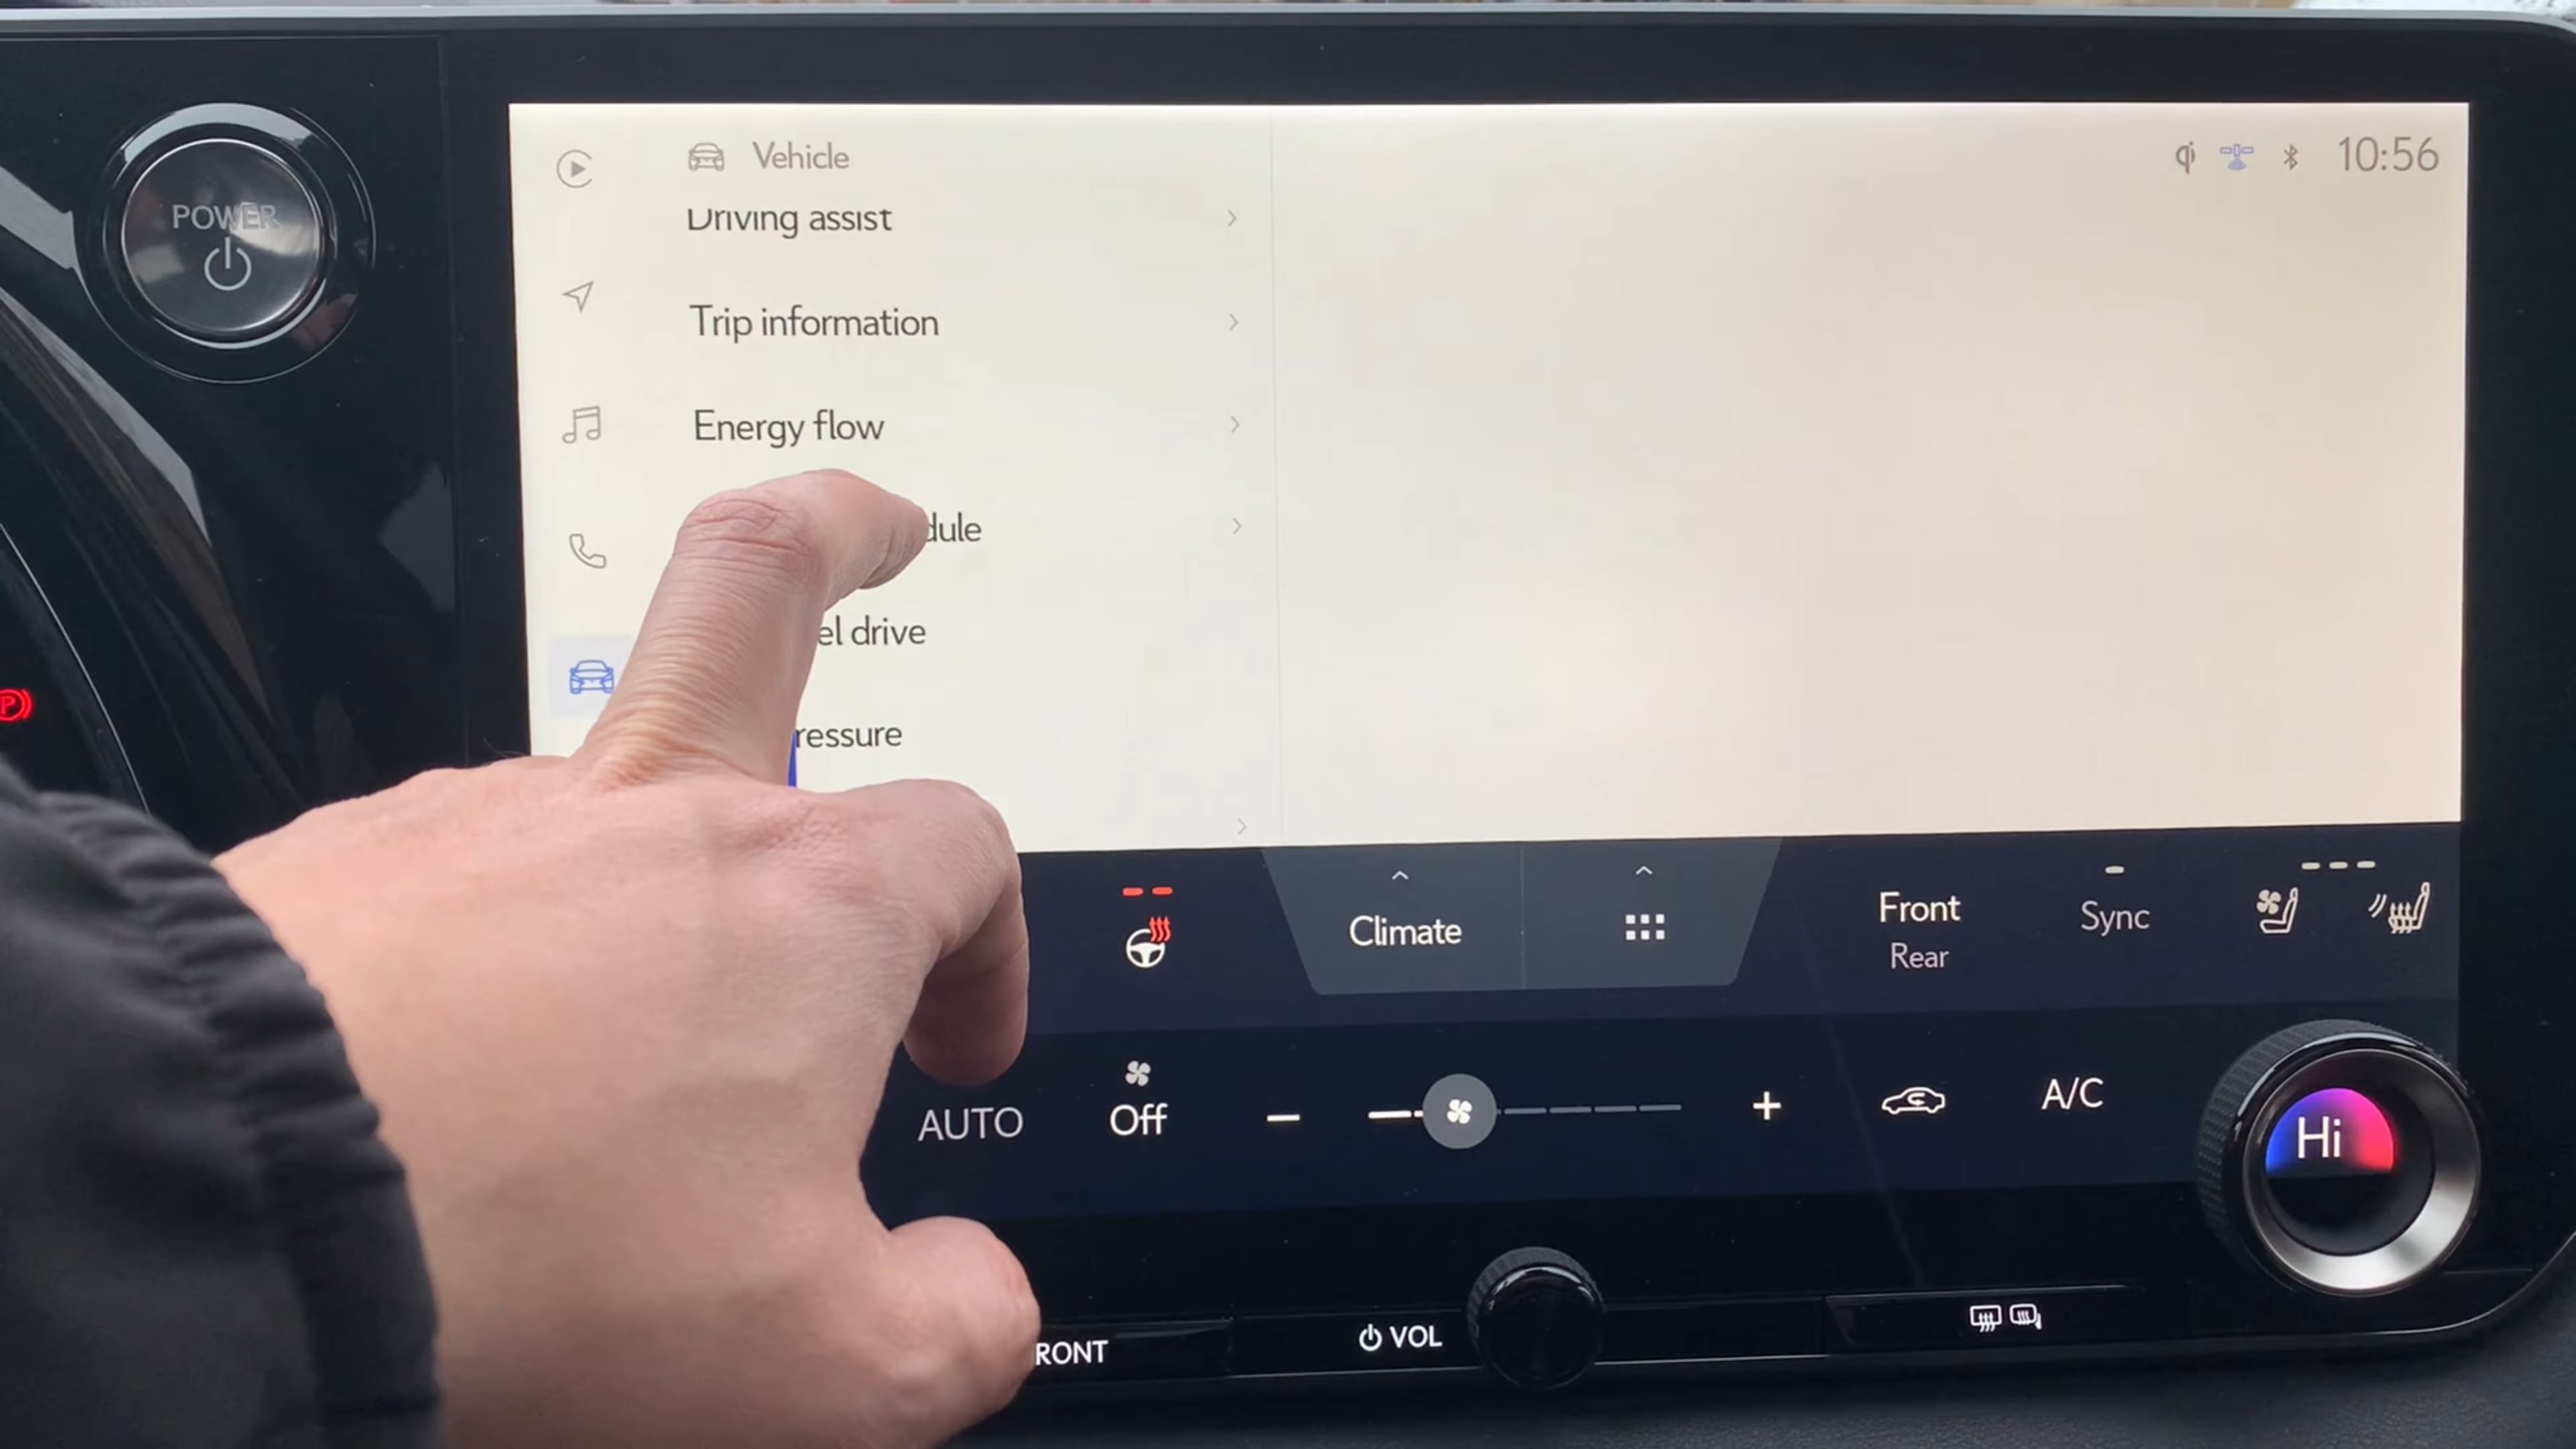 POWER
Vehicle
10:56
Driving assist
Trip information
Energy flow
dule
el drive
ressure
Climate
Front
Rear
Sync
AUTO
Off
A/C
Hi
RONT
VOL